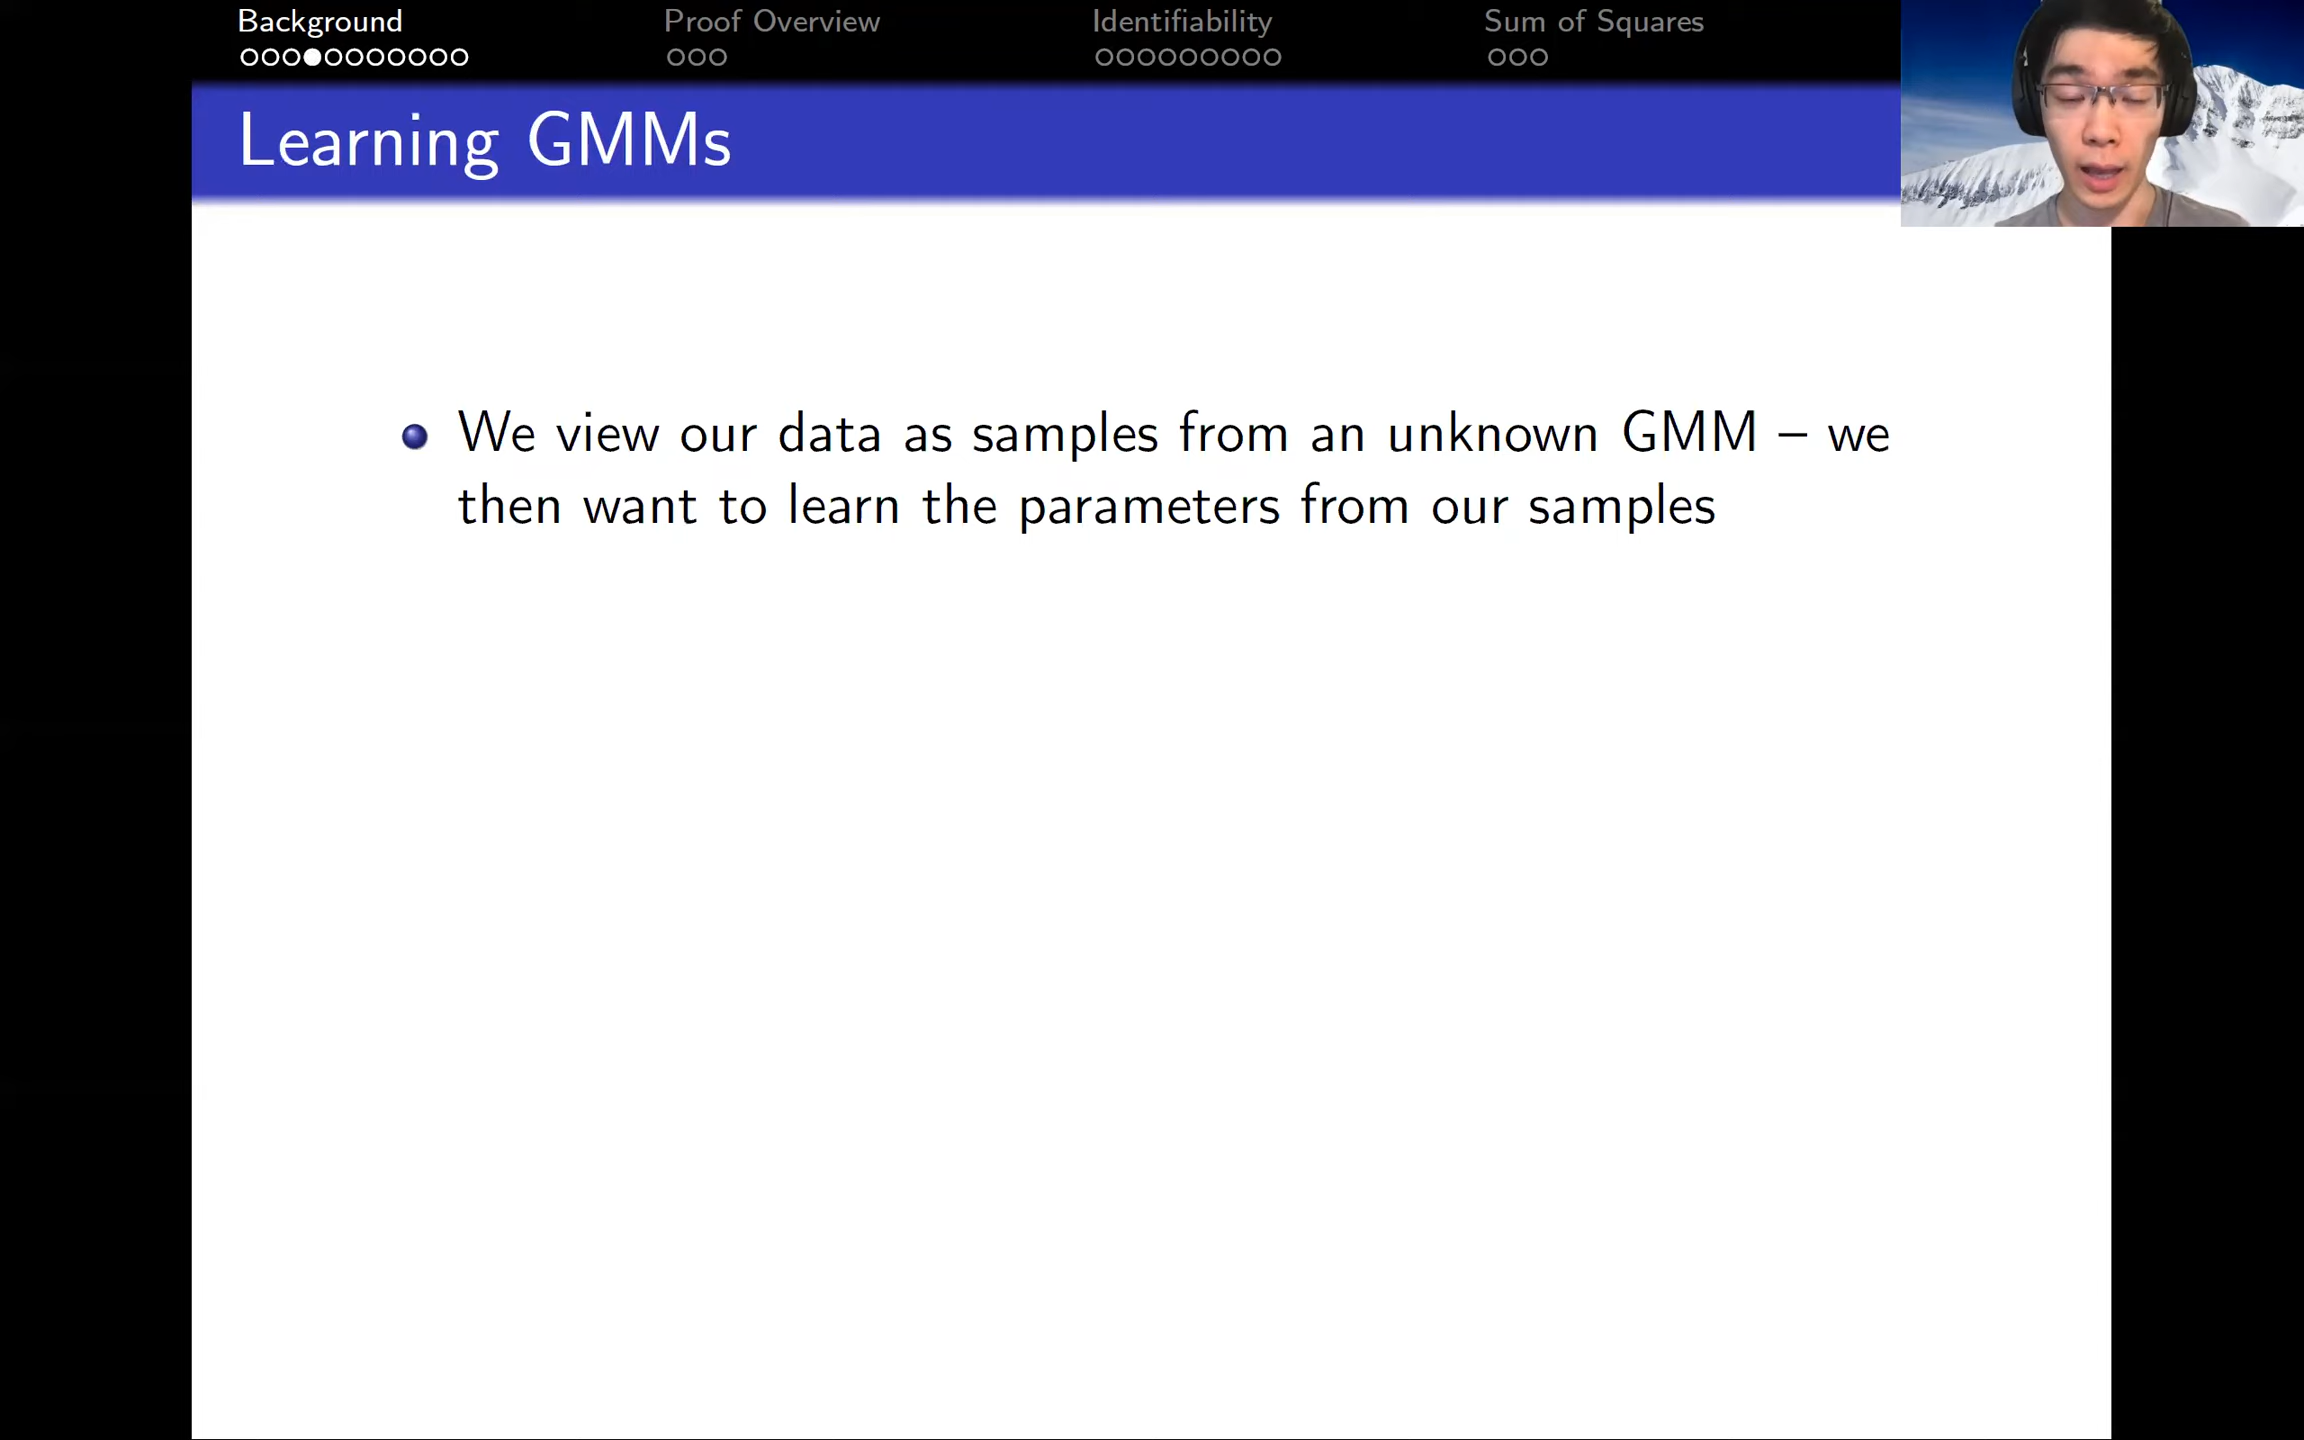 Background
Proof Overview
Identifiability
Sum of Squares
Learning GMMs
We view our data as samples from an unknown GMM – we
then want to learn the parameters from our samples